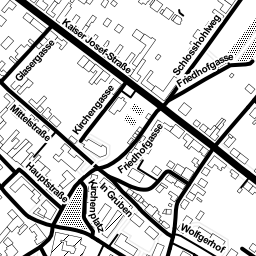 Kaiser-Josef-Straße
Schlosshohlweg
Glasergasse
Friedhofgasse
Kirchengasse
Mittelstraße
Friedhofgasse
Hauptstraße
In Gruben
Kirchenplatz
Wolfgerhof